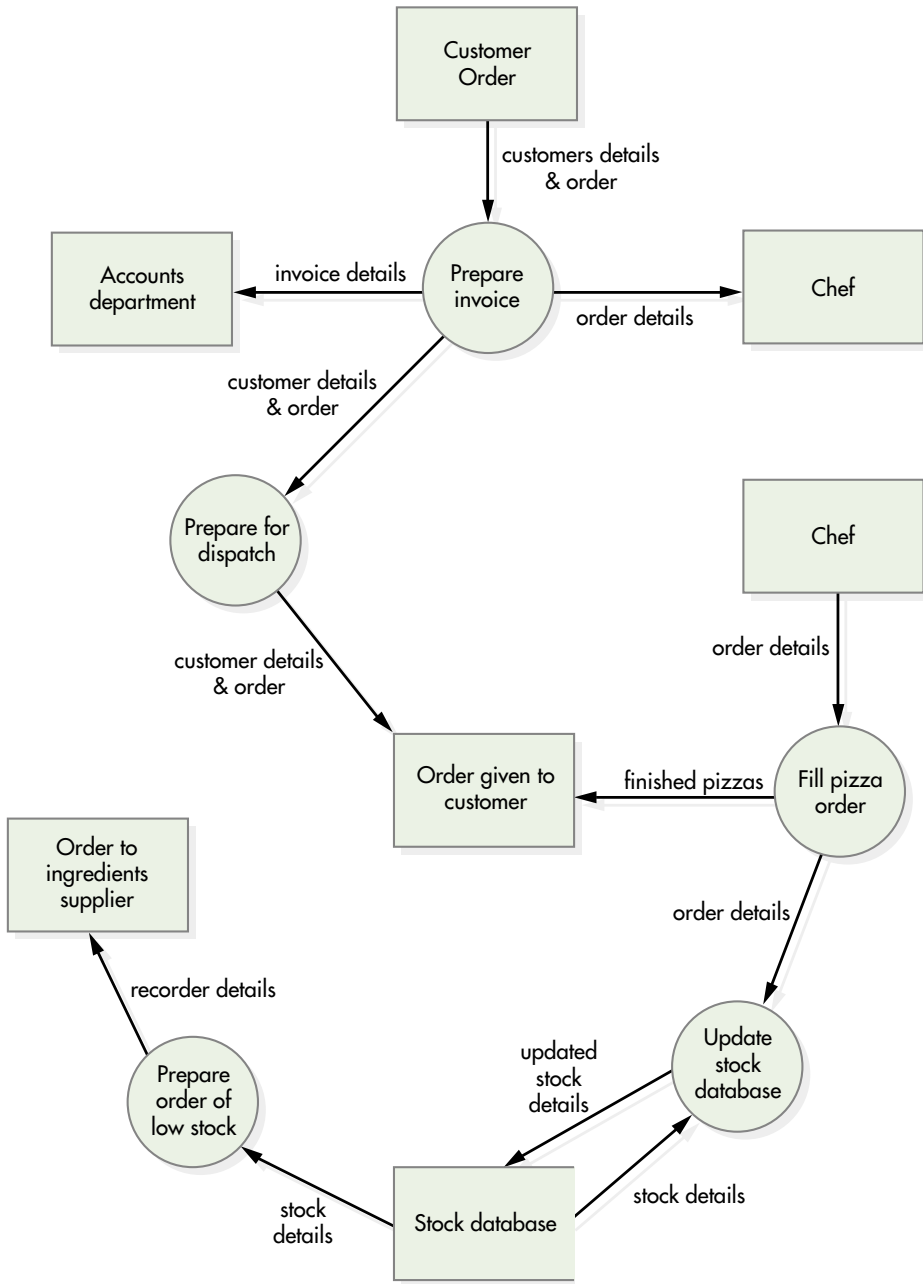 Customer
Order
customers details
& order
Accounts
department
invoice details
Prepare
invoice
order details
Chef
customer details
& order
Prepare for
dispatch
Chef
order details
customer details
& order
Order given to
customer
finished pizzas
Fill pizza
order
Order to
ingredients
supplier
order details
recorder details
Prepare
order of
low stock
updated
stock
details
Update
stock
database
stock
details
Stock database
stock details